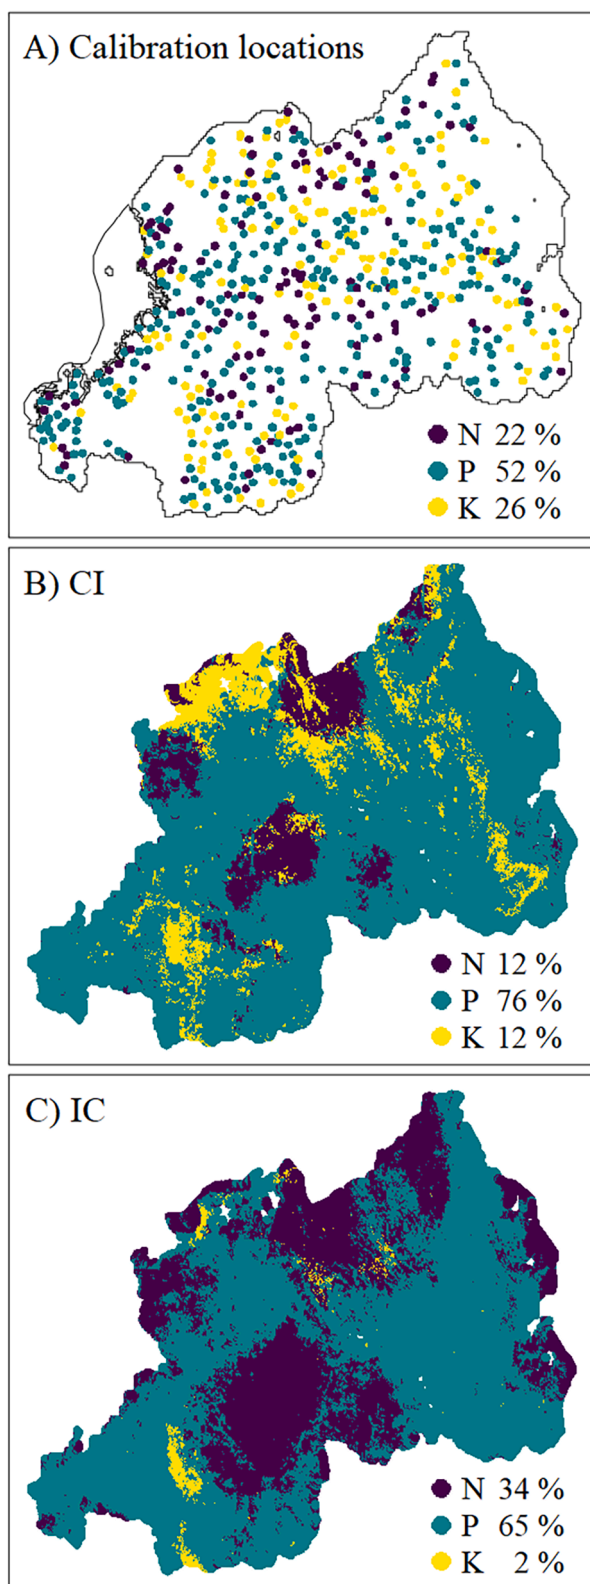 A) Calibration locations
N 22 %
P 52 %
K 26 %
B) CI
N 12 %
P 76 %
K 12 %
C) IC
N 34 %
P 65 %
K 2 %